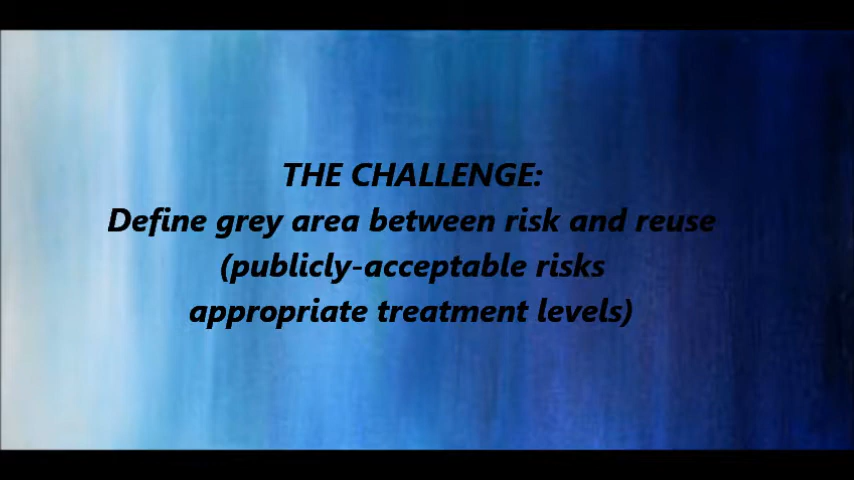 THE CHALLENGE:
Define grey area between risk and reuse
(publicly-acceptable risks
appropriate treatment levels)